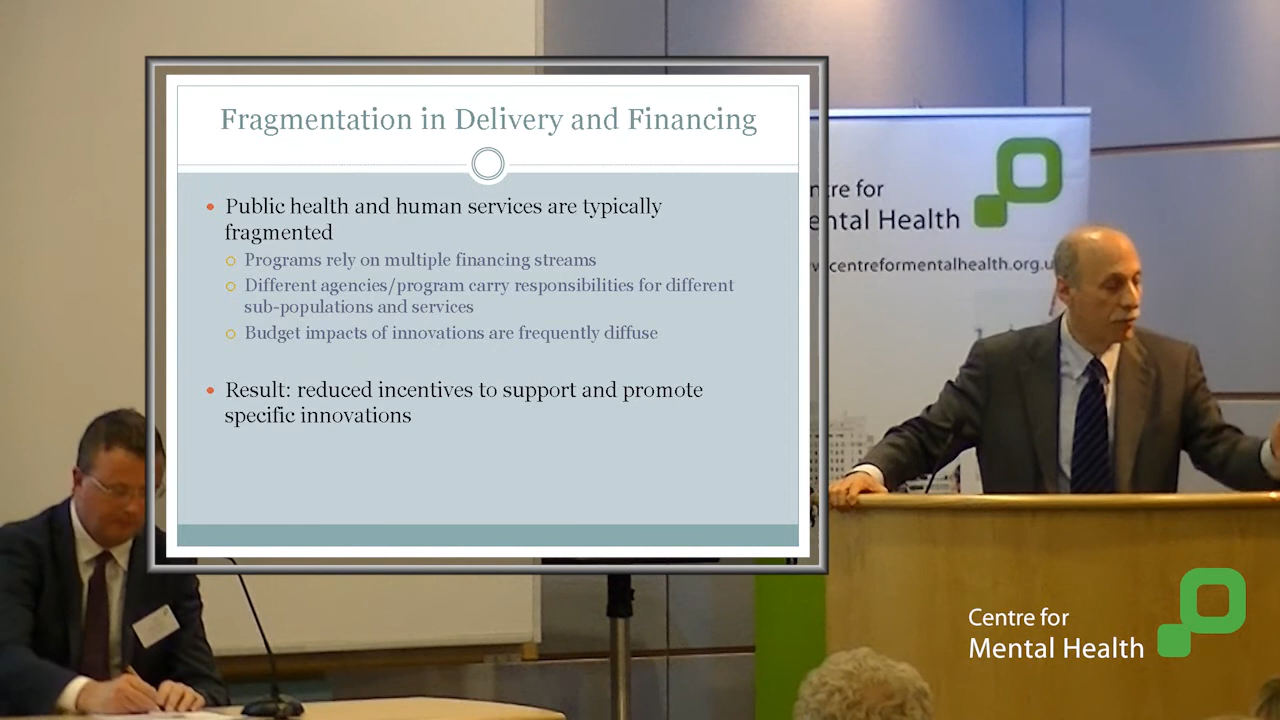 Fragmentation in Delivery and Financing
Public health and human services are typically
fragmented
Programs rely on multiple financing streams
Different agencies/program carry responsibilities for different
sub-populations and services
Budget impacts of innovations are frequently diffuse
Result: reduced incentives to support and promote
specific innovations
ntre for
ental Health
centreformentalhealth.org.u
Centre for
Mental Health